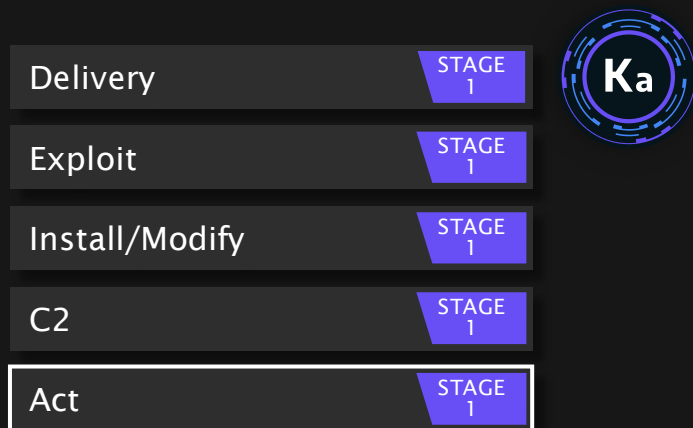 Delivery
STAGE
1
Ka
Exploit
STAGE
1
Install/Modify
STAGE
1
C2
STAGE
1
Act
STAGE
1